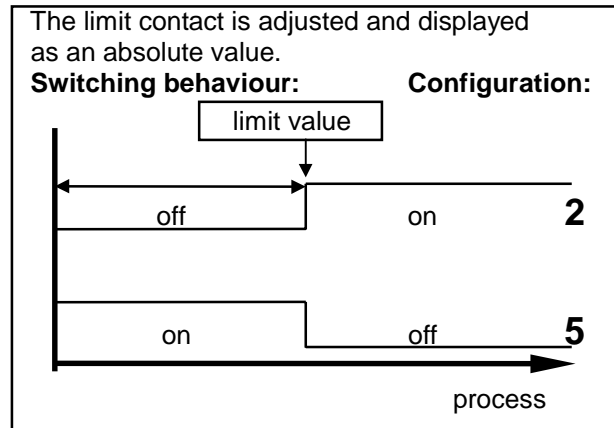 The limit contact is adjusted and displayed
as an absolute value.
Switching behaviour: Configuration:
limit value
off on 2
on off 5
process